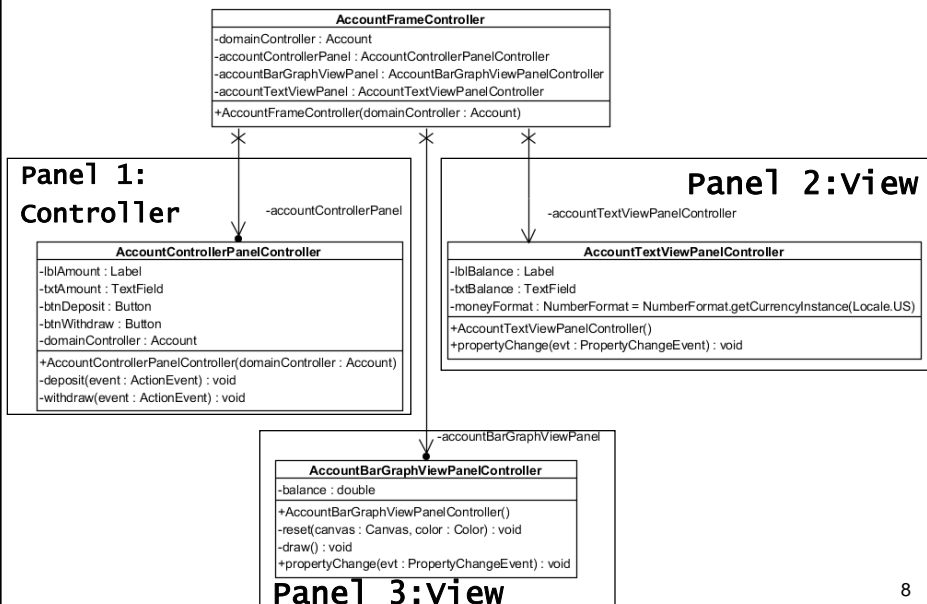 AccountFrameController
-domainController : Account
-accountControllerPanel : AccountControllerPanelController
-accountBarGraphViewPanel : AccountBarGraphViewPanelController
-accountTextViewPanel : AccountTextViewPanelController
+AccountFrameController(domainController : Account)
Panel 1:
Controller
-accountControllerPanel
AccountControllerPanelController
-lblAmount : Label
-txtAmount : TextField
-btnDeposit : Button
-btnWithdraw : Button
-domainController : Account
+AccountControllerPanelController(domainController : Account)
-deposit(event : ActionEvent) : void
-withdraw(event : ActionEvent) : void
Panel 2:View
-accountTextViewPanelController
AccountTextViewPanelController
-lblBalance : Label
-txtBalance : TextField
-moneyFormat : NumberFormat = NumberFormat.getCurrencyInstance(Locale.US)
+AccountTextViewPanelController()
+propertyChange(evt : PropertyChangeEvent) : void
-accountBarGraphViewPanel
AccountBarGraphViewPanelController
-balance : double
+AccountBarGraphViewPanelController()
-reset(canvas : Canvas, color : Color) : void
-draw() : void
+propertyChange(evt : PropertyChangeEvent) : void
Panel 3:View
8